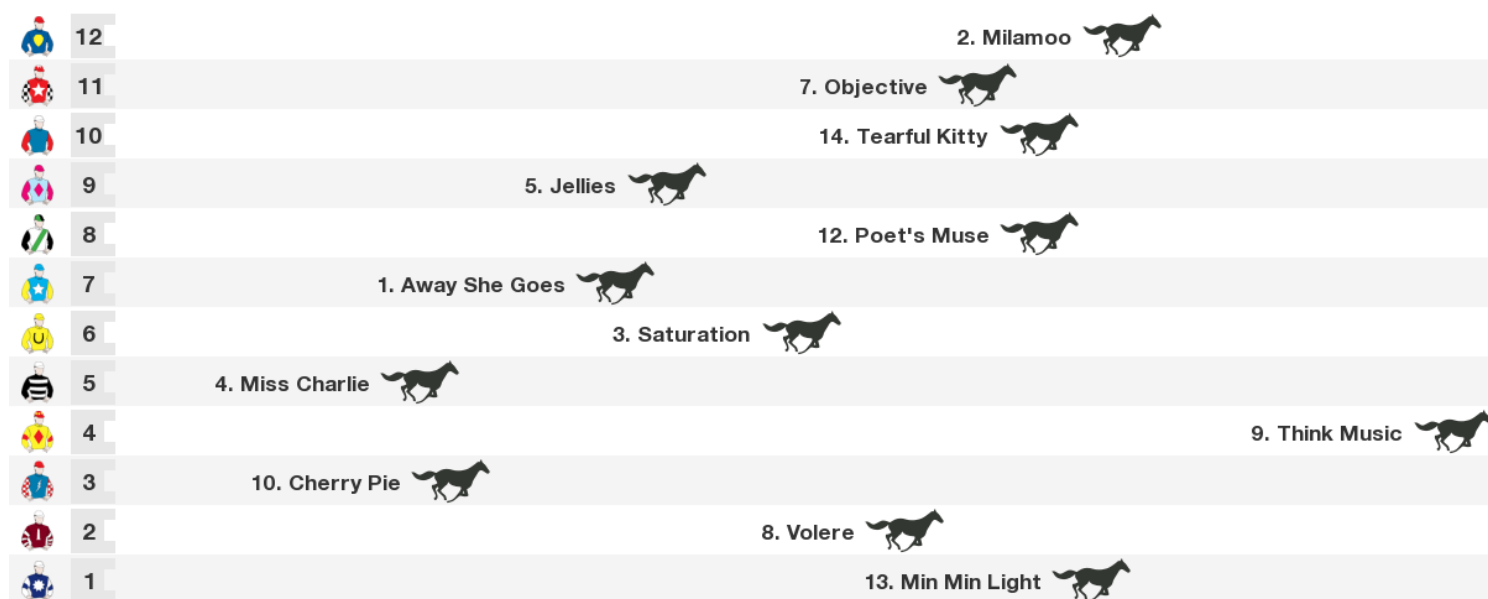 12 2. Milamoo
11 7. Objective
10 14. Tearful Kitty
9 5. Jellies
8 12. Poet's Muse
7 1. Away She Goes
6 3. Saturation
5 4. Miss Charlie
4 9. Think Music
3 10. Cherry Pie
2 8. Volere
1 13. Min Min Light